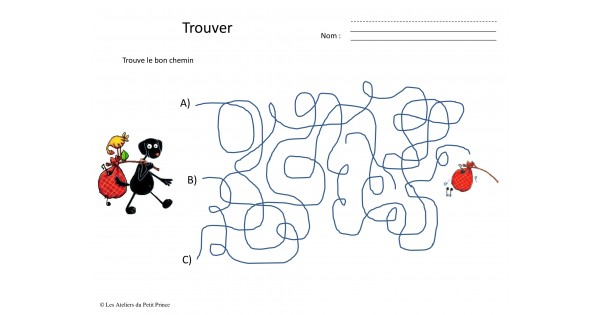 Trouver
Nom :
Trouve le bon chemin
A)
B)
C)
© Les Ateliers du Petit Prince